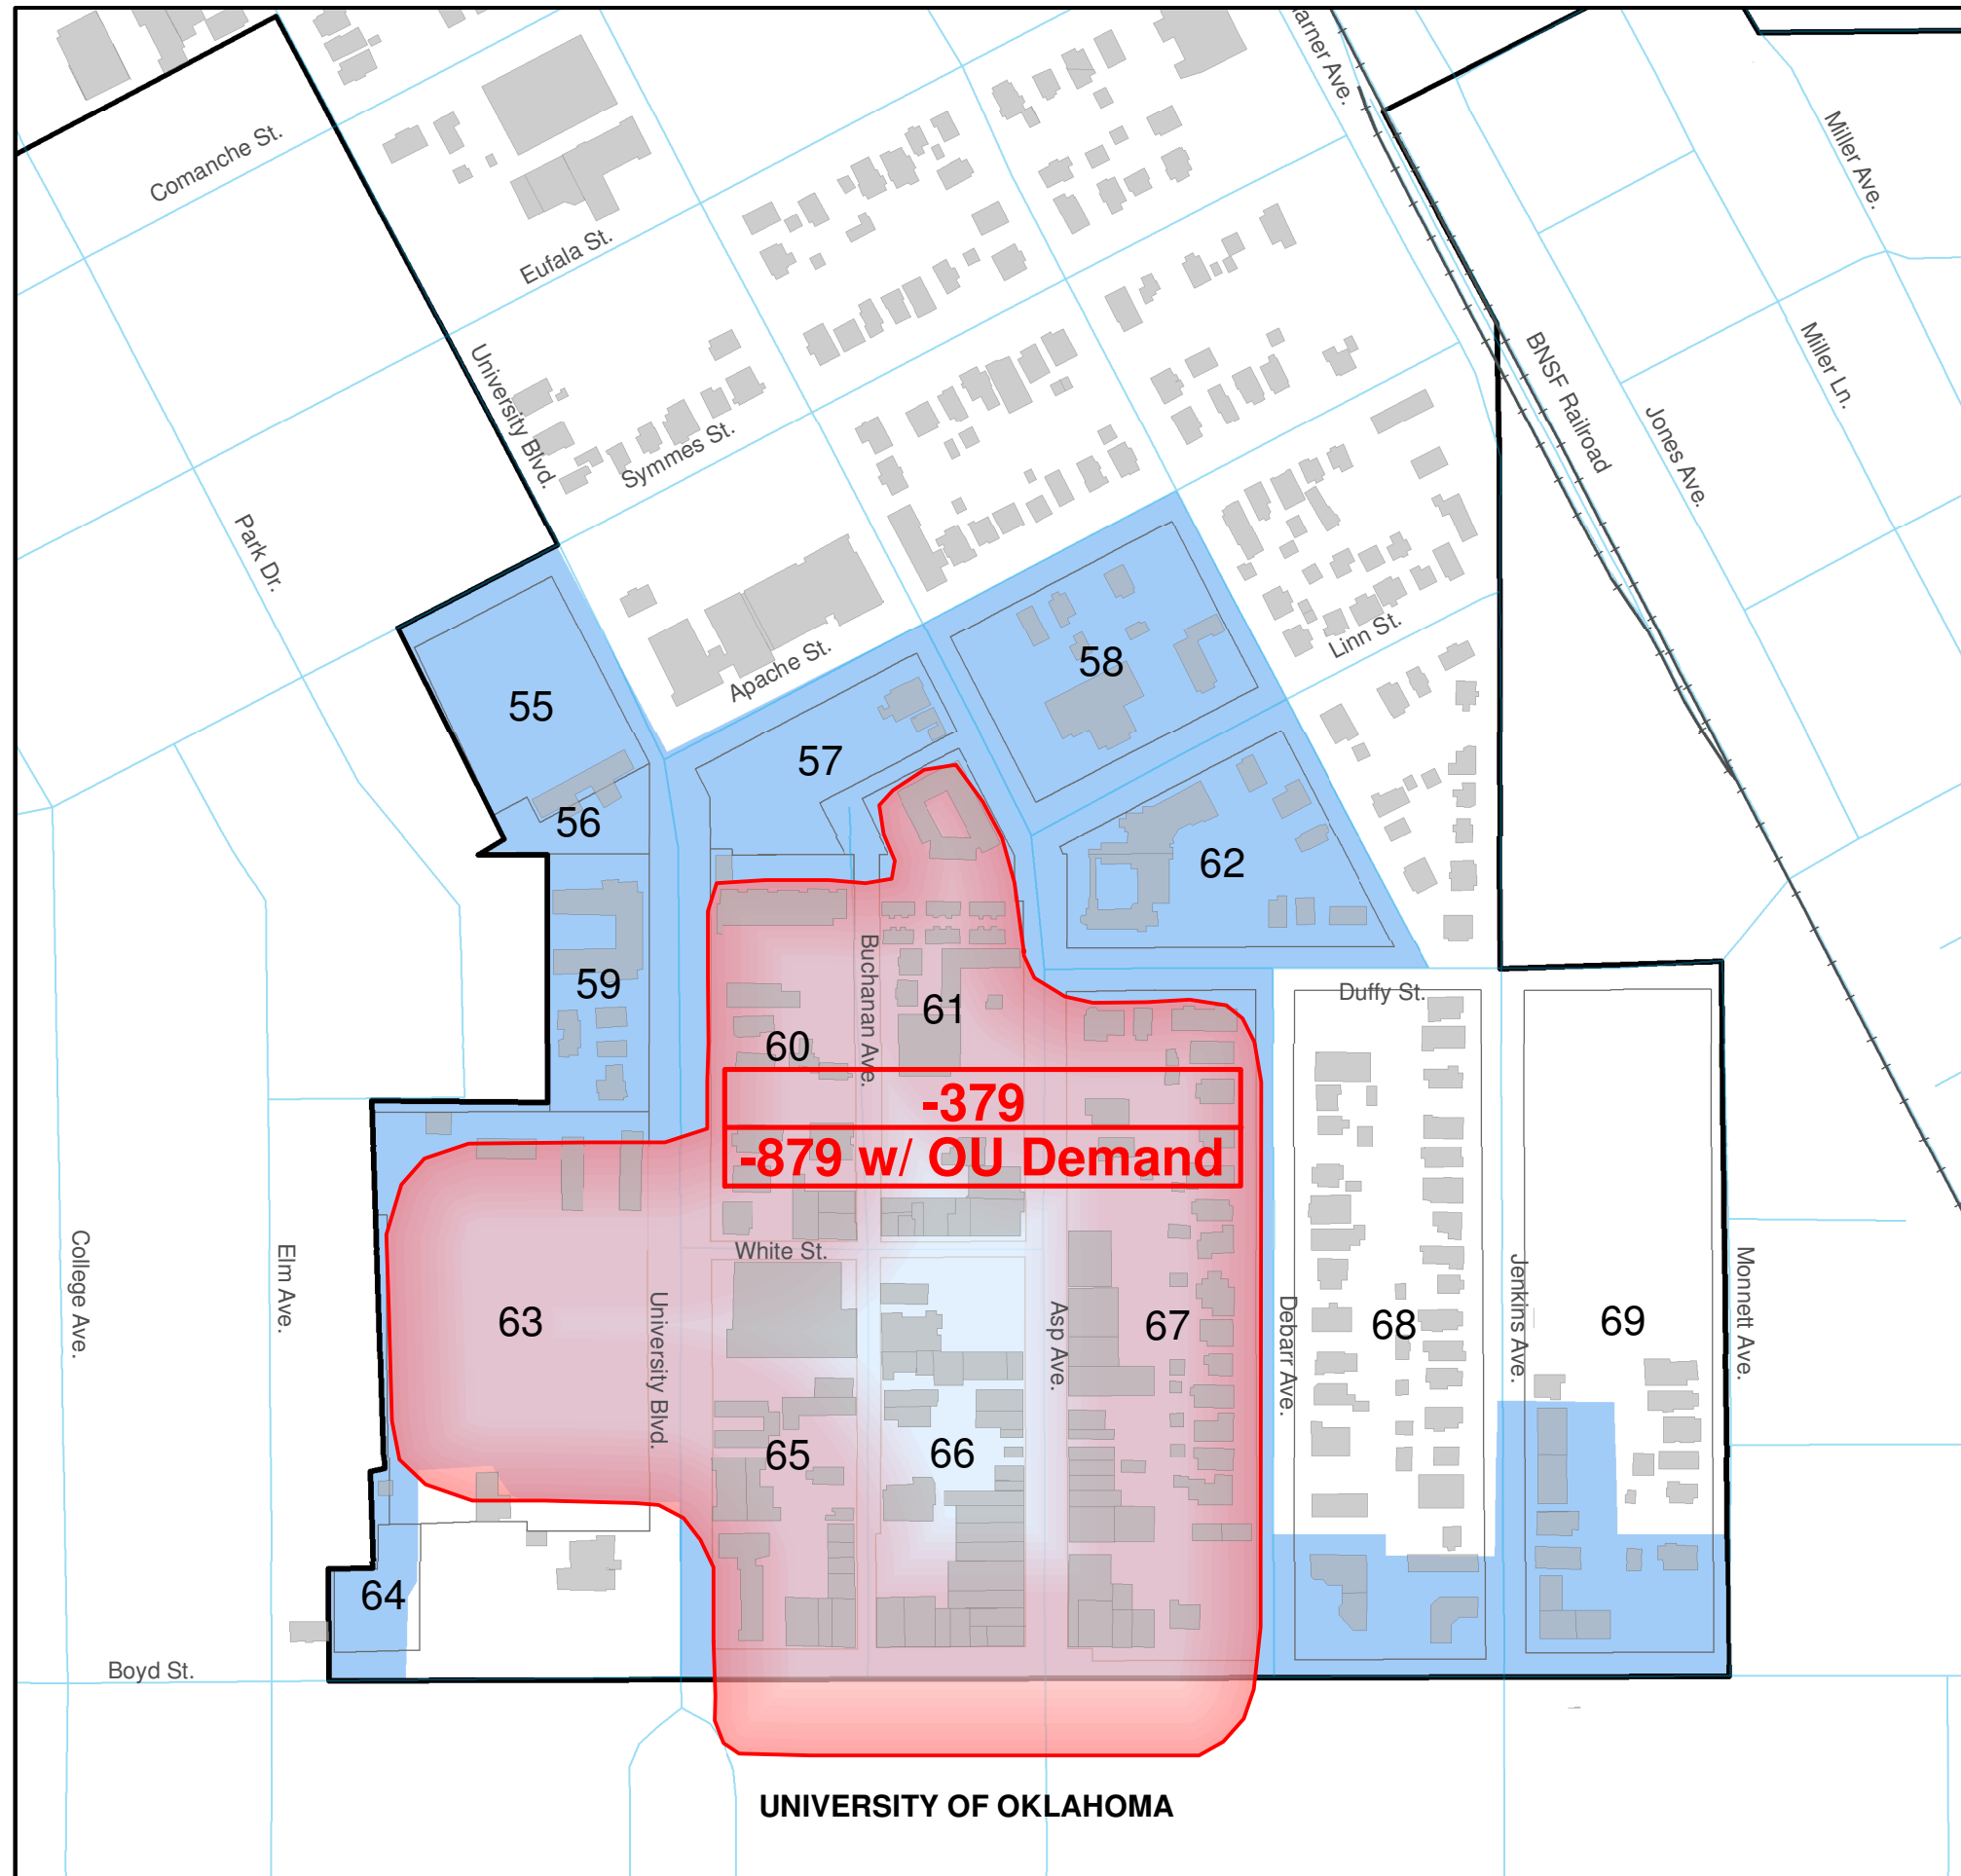 arner Ave.
Miller Ave.
Comanche St.
Eufala St.
University Blvd.
BNSF Railroad
Miller Ln.
Jones Ave.
Symmes St.
Park Dr.
Linn St.
Apache St.
55
58
57
56
62
59
Buchanan Ave.
Duffy St.
61
60
-379
-879 w/ OU Demand
White St.
College Ave.
Elm Ave.
63
University Blvd.
Asp Ave.
67
Debarr Ave.
68
Jenkins Ave.
69
Monnett Ave.
65
66
64
Boyd St.
UNIVERSITY OF OKLAHOMA